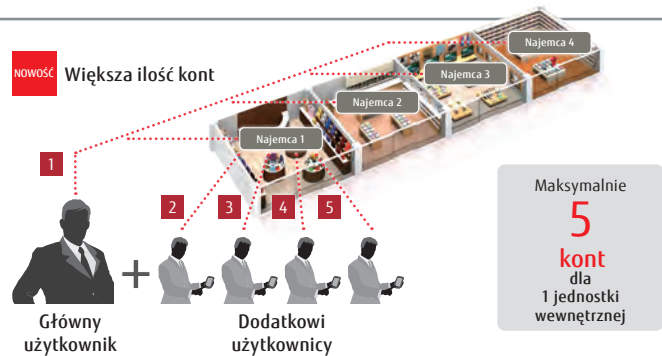 NOWOŚĆ
Większa ilość kont
Najemca 4
Najemca 3
Najemca 2
Najemca 1
1
2
3
4
5
Główny
użytkownik
+
Dodatkowi
użytkownicy
Maksymalnie
5
kont
dla
1 jednostki
wewnętrznej